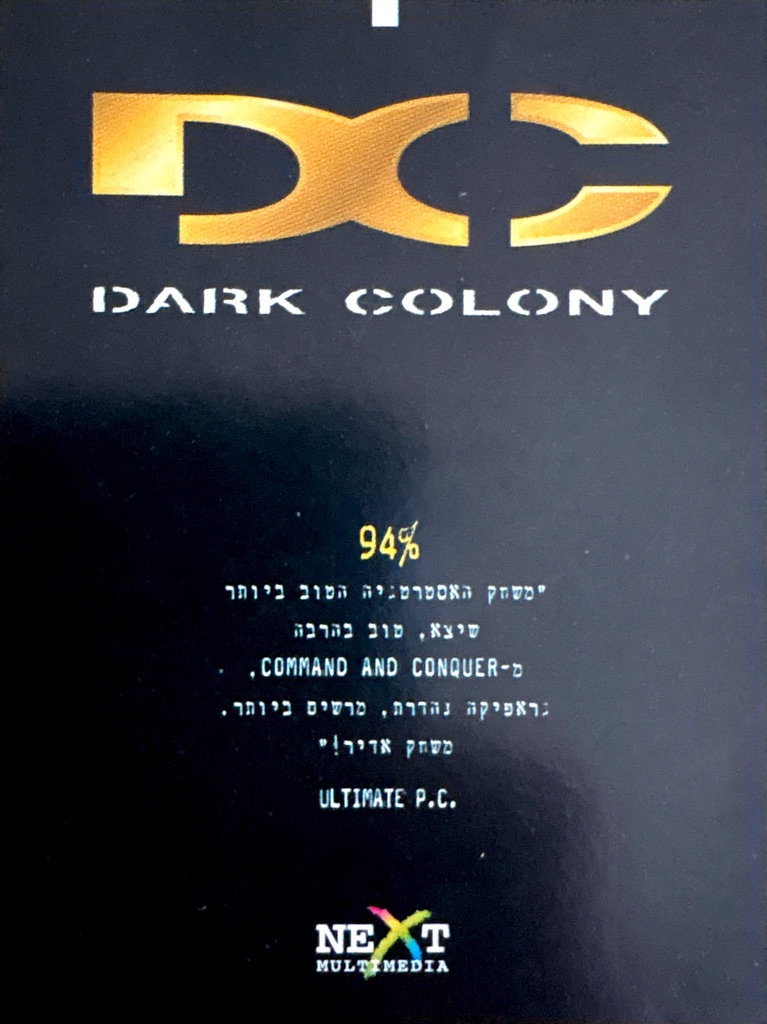 DC
DARK COLONY
94%
"משחק האסטרטגיה הטוב ביותר
שיצא, טוב בהרבה
מ-COMMAND AND CONQUER,
גראפיקה נהדרת, מרשים ביותר.
משחק אדיר!"
ULTIMATE P.C.
NEXT
MULTIMEDIA